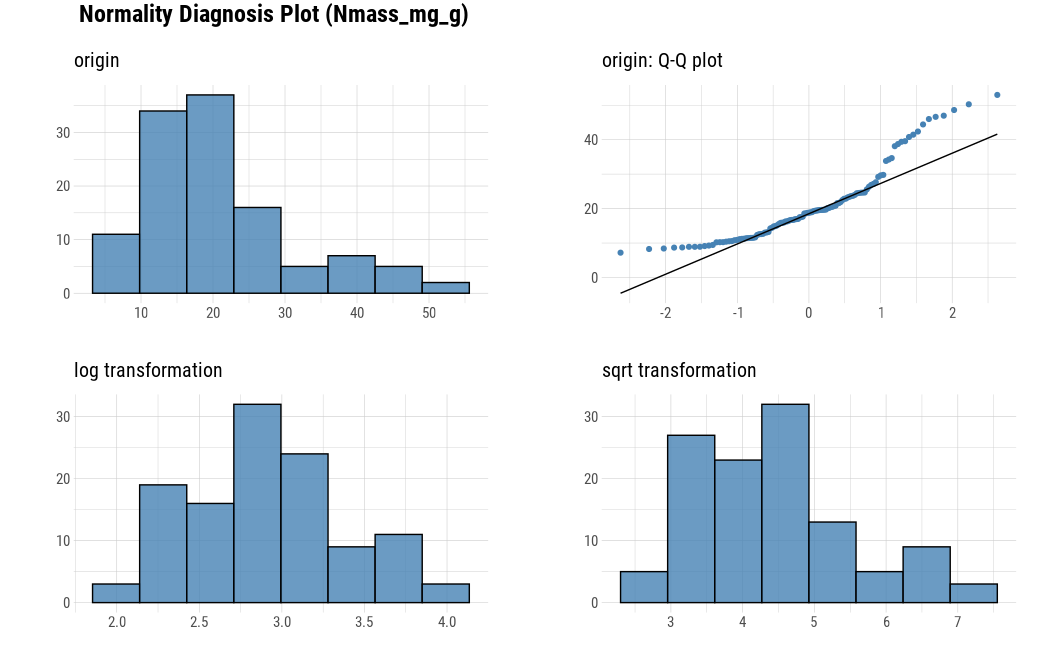 Normality Diagnosis Plot (Nmass_mg_g)
origin
30
20
10
0
10 20 30 40 50
origin: Q-Q plot
40
20
0
-2 -1 0 1 2
log transformation
30
20
10
0
2.0 2.5 3.0 3.5 4.0
sqrt transformation
30
20
10
0
3 4 5 6 7